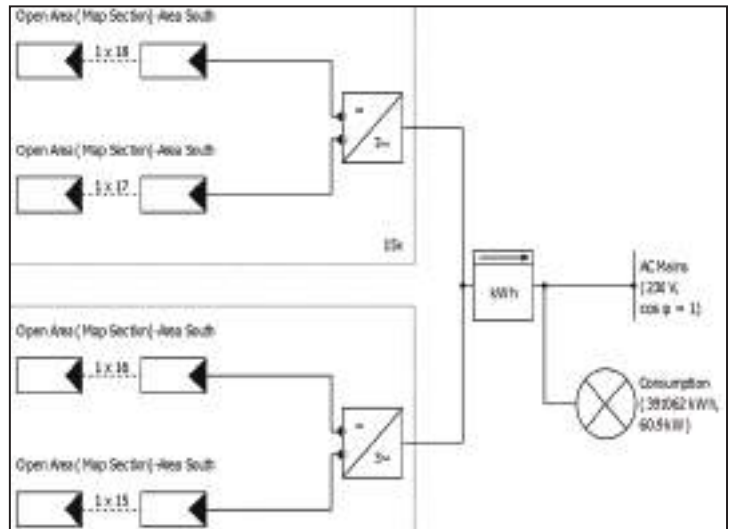 Open Area (Map Section)-Area South
1 x 18
Open Area (Map Section)-Area South
1 x 17
15x
kWh
AC Mains
(230 V,
cos φ = 1)
Open Area (Map Section)-Area South
1 x 16
Consumption
(391062 kWh,
60.9 kW)
Open Area (Map Section)-Area South
1 x 15